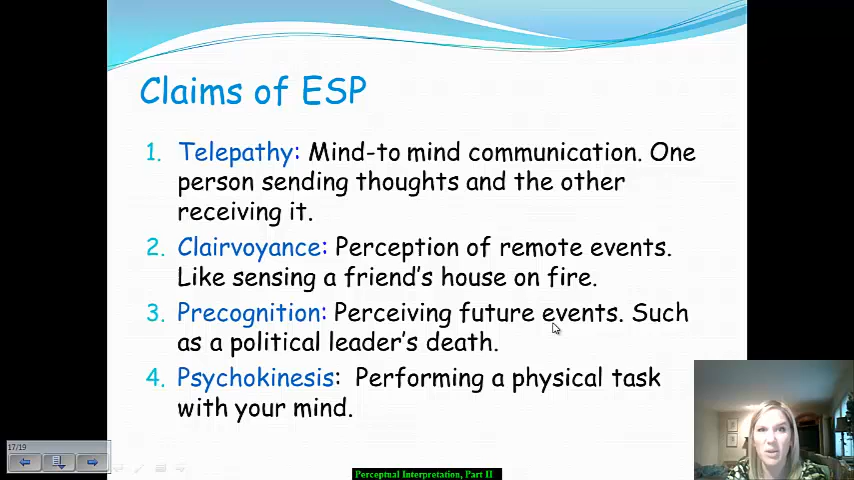 Claims of ESP
1. Telepathy: Mind-to mind communication. One
person sending thoughts and the other
receiving it.
2. Clairvoyance: Perception of remote events.
Like sensing a friend's house on fire.
3. Precognition: Perceiving future events. Such
as a political leader's death.
4. Psychokinesis: Performing a physical task
with your mind.
17/19
Perceptual Interpretation, Part II